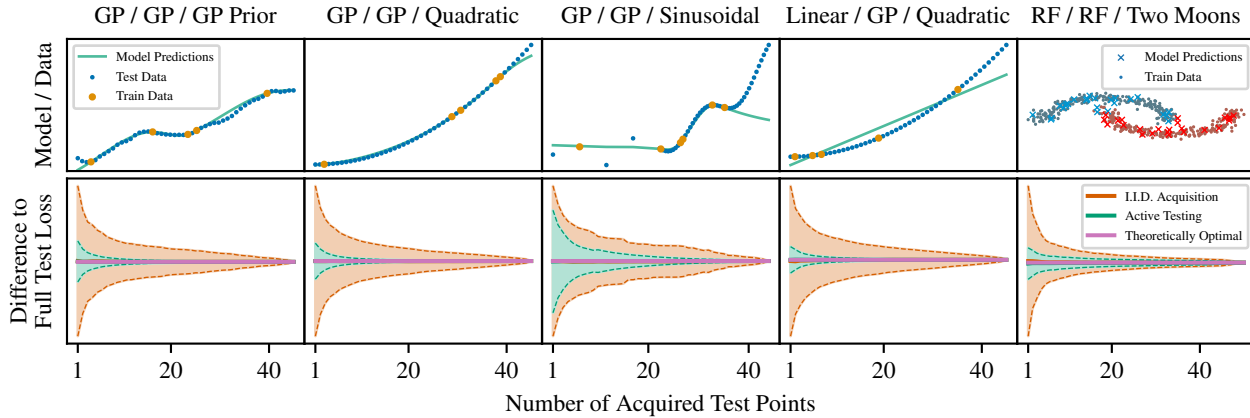 GP / GP / GP Prior
GP / GP / Quadratic
GP / GP / Sinusoidal
Linear / GP / Quadratic
RF / RF / Two Moons
Model / Data
Model Predictions
Test Data
Train Data
Model Predictions
Train Data
Difference to
Full Test Loss
I.I.D. Acquisition
Active Testing
Theoretically Optimal
1 20 40
1 20 40
1 20 40
1 20 40
1 20 40
Number of Acquired Test Points